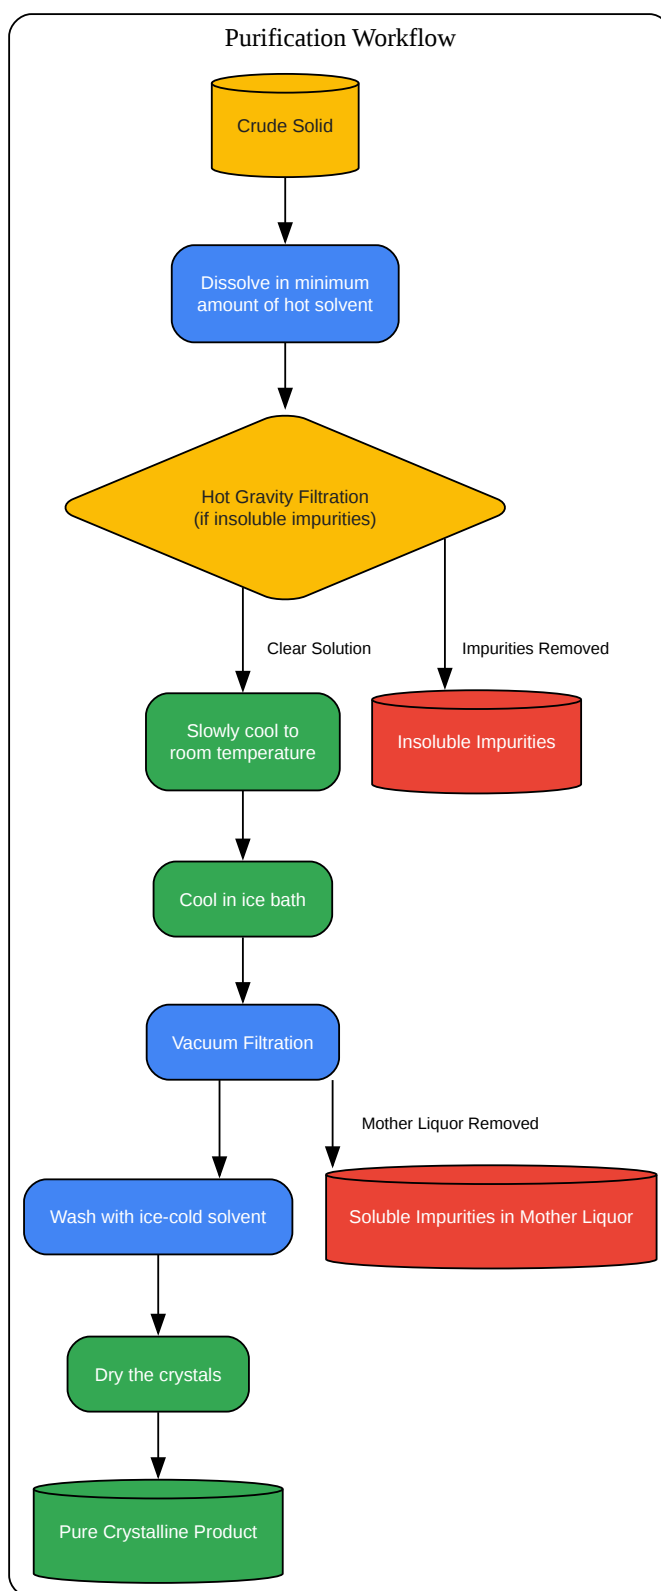 Purification Workflow
Crude Solid
Dissolve in minimum
amount of hot solvent
Hot Gravity Filtration
(if insoluble impurities)
Clear Solution
Impurities Removed
Slowly cool to
room temperature
Insoluble Impurities
Cool in ice bath
Vacuum Filtration
Mother Liquor Removed
Wash with ice-cold solvent
Soluble Impurities in Mother Liquor
Dry the crystals
Pure Crystalline Product